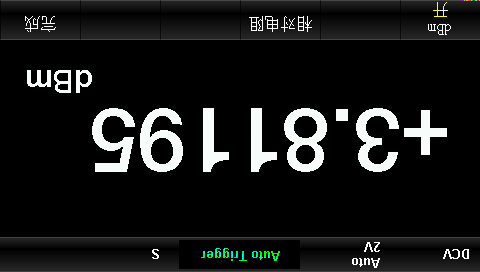 DCV
Auto
2V
Auto Trigger
S
+3.81195
dBm
dBm
开
相对电阻
完成